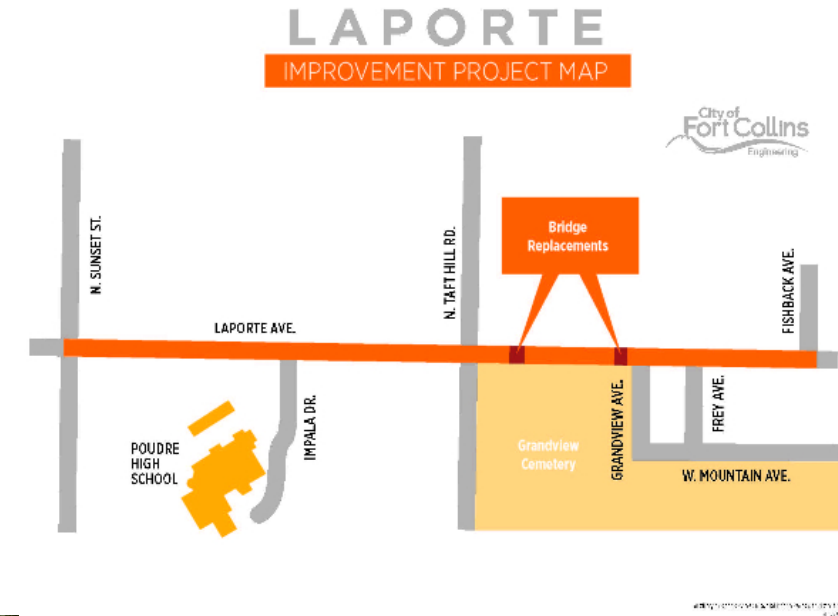 LAPORTE
IMPROVEMENT PROJECT MAP
City of
Fort Collins
Engineering
N. SUNSET ST.
N. TAFT HILL RD.
Bridge
Replacements
FISHBACK AVE.
LAPORTE AVE.
IMPALA DR.
POUDRE
HIGH
SCHOOL
Grandview
Cemetery
GRANDVIEW AVE.
FREY AVE.
W. MOUNTAIN AVE.